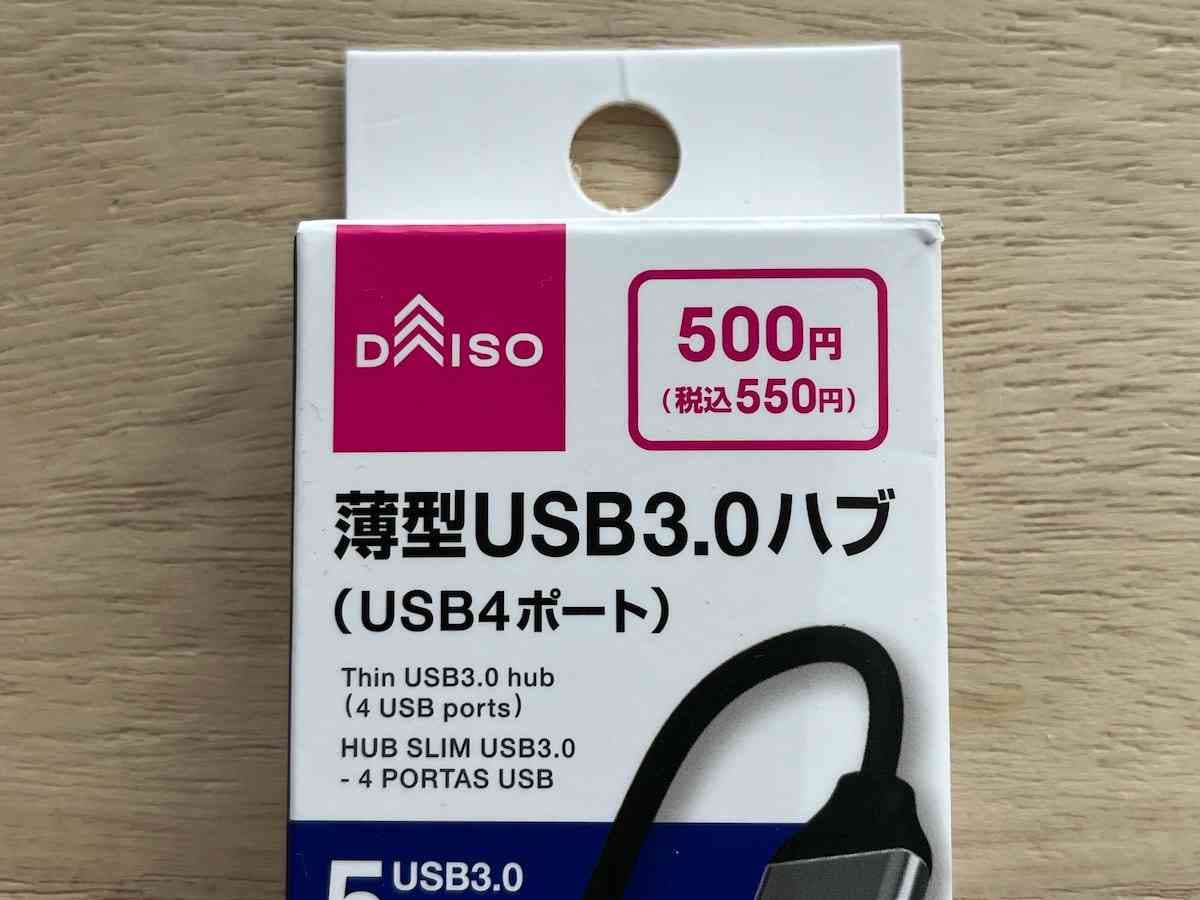 DAISO
500円
(税込550円)
薄型USB3.0ハブ
(USB4ポート)
Thin USB3.0 hub
(4 USB ports)
HUB SLIM USB3.0
- 4 PORTAS USB
5
USB3.0